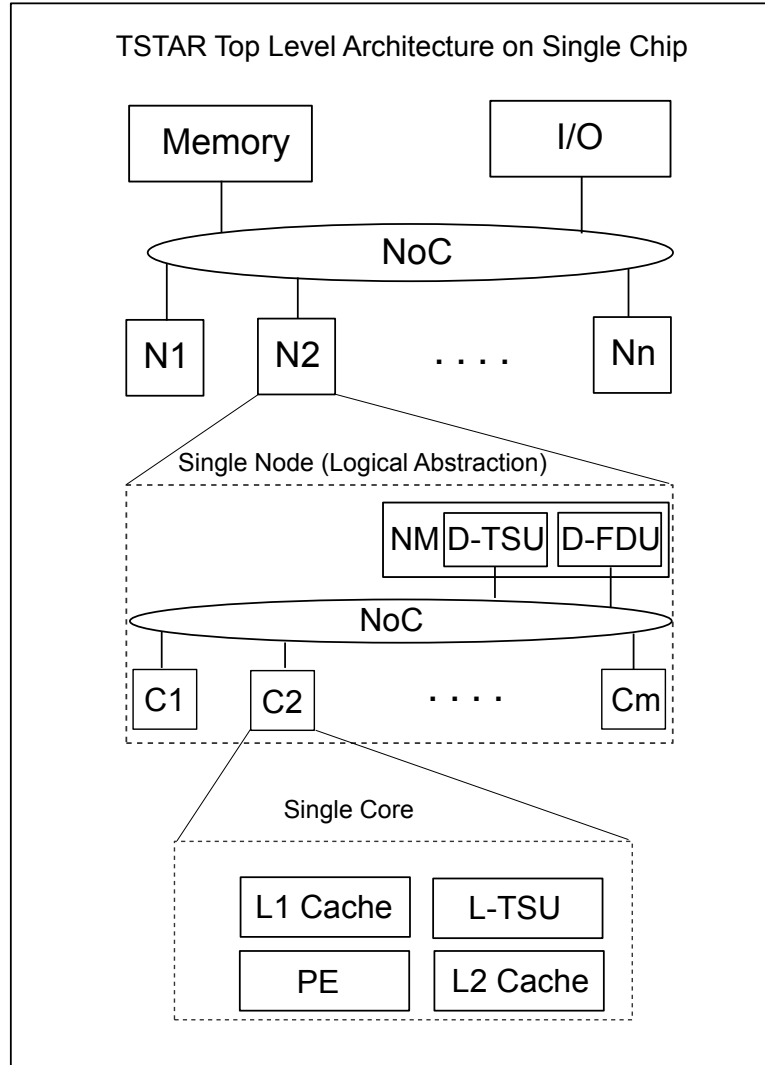 TSTAR Top Level Architecture on Single Chip
Memory
I/O
NoC
N1
N2
. . . .
Nn
Single Node (Logical Abstraction)
NM
D-TSU
D-FDU
NoC
C1
C2
. . . .
Cm
Single Core
L1 Cache
L-TSU
PE
L2 Cache